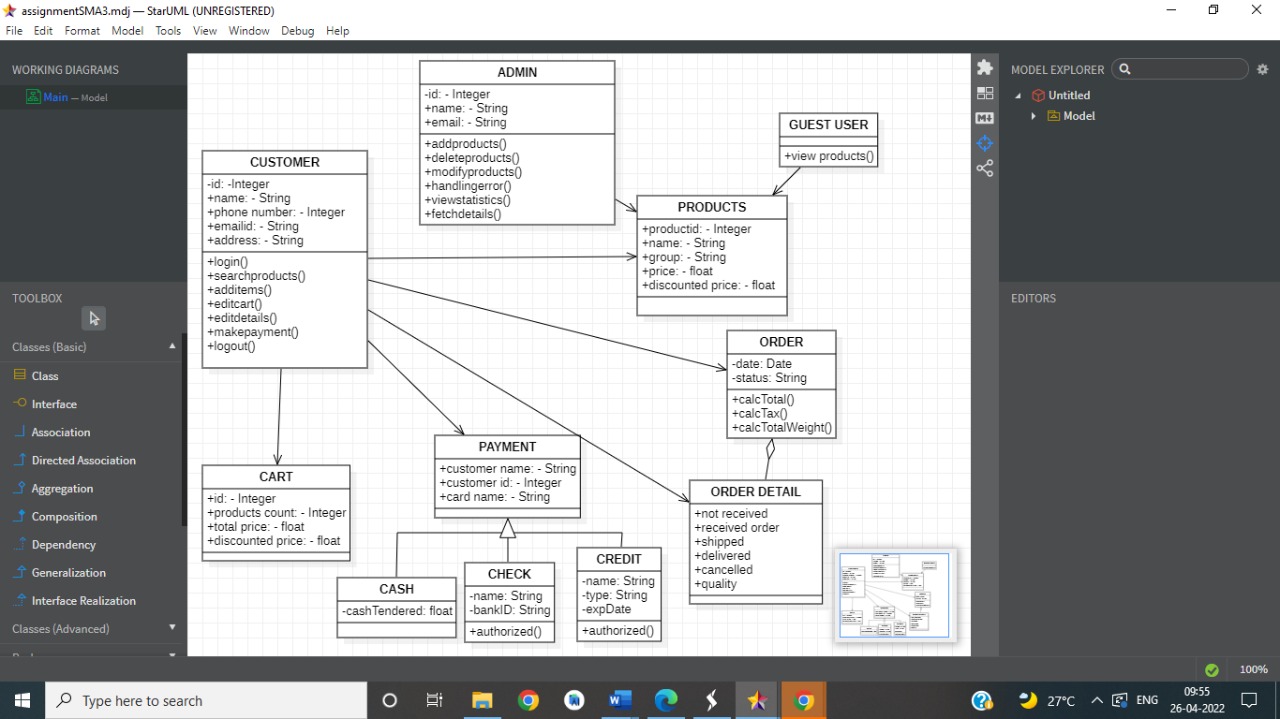 assignmentSMA3.mdj — StarUML (UNREGISTERED)
File Edit Format Model Tools View Window Debug Help
WORKING DIAGRAMS
Main — Model
TOOLBOX
Classes (Basic)
Class
Interface
Association
Directed Association
Aggregation
Composition
Dependency
Generalization
Interface Realization
Classes (Advanced)
ADMIN
-id: - Integer
+name: - String
+email: - String
+addproducts()
+deleteproducts()
+modifyproducts()
+handlingerror()
+viewstatistics()
+fetchdetails()
GUEST USER
+view products()
CUSTOMER
-id: -Integer
+name: - String
+phone number: - Integer
+emailid: - String
+address: - String
+login()
+searchproducts()
+additems()
+editcart()
+editdetails()
+makepayment()
+logout()
PRODUCTS
+productid: - Integer
+name: - String
+group: - String
+price: - float
+discounted price: - float
ORDER
-date: Date
-status: String
+calcTotal()
+calcTax()
+calcTotalWeight()
CART
+id: - Integer
+products count: - Integer
+total price: - float
+discounted price: - float
PAYMENT
+customer name: - String
+customer id: - Integer
+card name: - String
ORDER DETAIL
+not received
+received order
+shipped
+delivered
+cancelled
+quality
CASH
-cashTendered: float
CHECK
-name: String
-bankID: String
+authorized()
CREDIT
-name: String
-type: String
-expDate
+authorized()
MODEL EXPLORER
Untitled
Model
EDITORS
100%
Type here to search
27°C ENG
09:55
26-04-2022